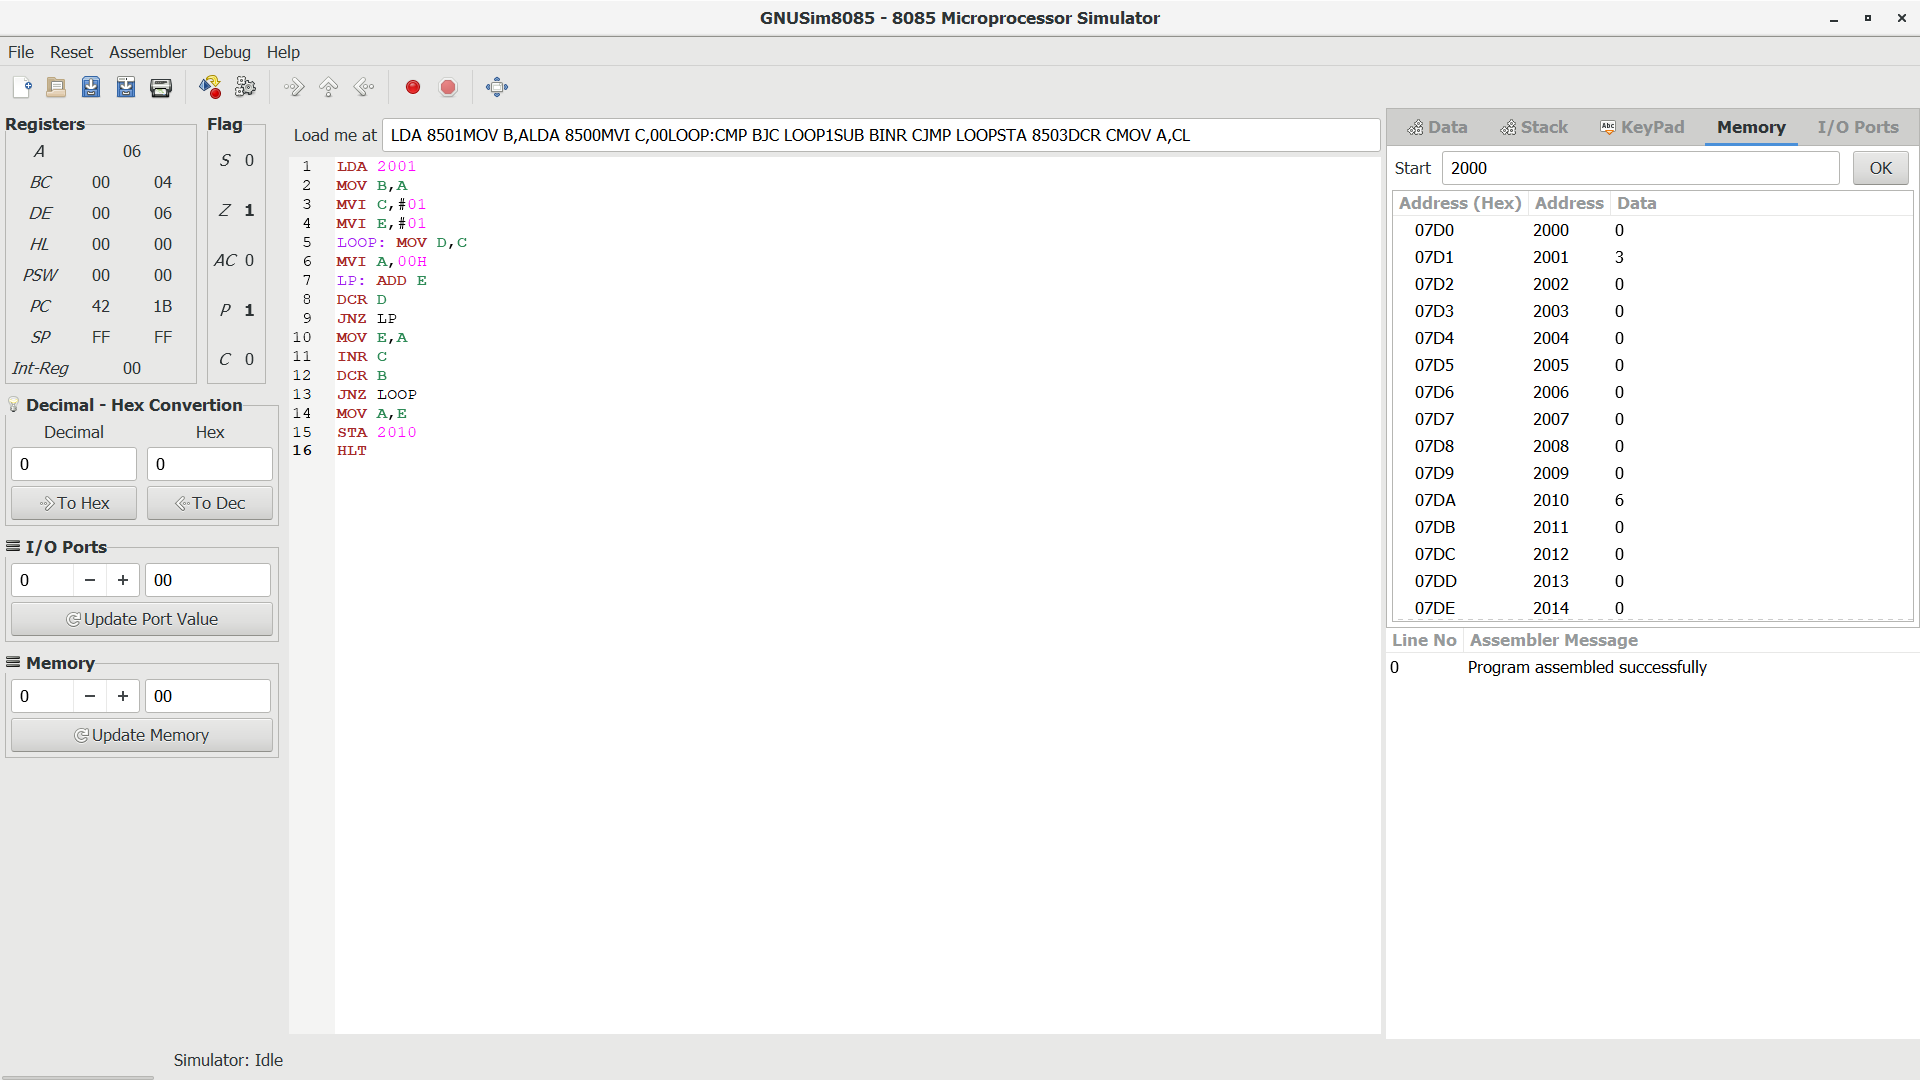 GNUSim8085 - 8085 Microprocessor Simulator
File Reset Assembler Debug Help
Registers
A 06
BC 00 04
DE 00 06
HL 00 00
PSW 00 00
PC 42 1B
SP FF FF
Int-Reg 00
Flag
S 0
Z 1
AC 0
P 1
C 0
Decimal - Hex Convertion
Decimal Hex
0 0
To Hex To Dec
I/O Ports
0 − + 00
Update Port Value
Memory
0 − + 00
Update Memory
Load me at LDA 8501MOV B,ALDA 8500MVI C,00LOOP:CMP BJC LOOP1SUB BINR CJMP LOOPSTA 8503DCR CMOV A,CL
1 LDA 2001
2 MOV B,A
3 MVI C,#01
4 MVI E,#01
5 LOOP: MOV D,C
6 MVI A,00H
7 LP: ADD E
8 DCR D
9 JNZ LP
10 MOV E,A
11 INR C
12 DCR B
13 JNZ LOOP
14 MOV A,E
15 STA 2010
16 HLT
Data Stack Abc KeyPad Memory I/O Ports
Start 2000 OK
Address (Hex) Address Data
07D0 2000 0
07D1 2001 3
07D2 2002 0
07D3 2003 0
07D4 2004 0
07D5 2005 0
07D6 2006 0
07D7 2007 0
07D8 2008 0
07D9 2009 0
07DA 2010 6
07DB 2011 0
07DC 2012 0
07DD 2013 0
07DE 2014 0
Line No Assembler Message
0 Program assembled successfully
Simulator: Idle